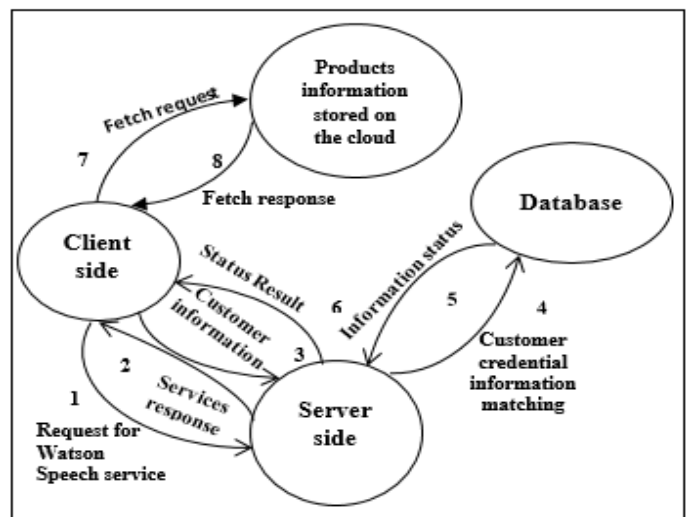 Products
information
stored on
the cloud
Fetch request
7
8
Fetch response
Database
Client
side
Status Result
Information status
6
5
4
Customer
information
3
Customer
credential
information
matching
2
1
Services
response
Server
side
Request for
Watson
Speech service